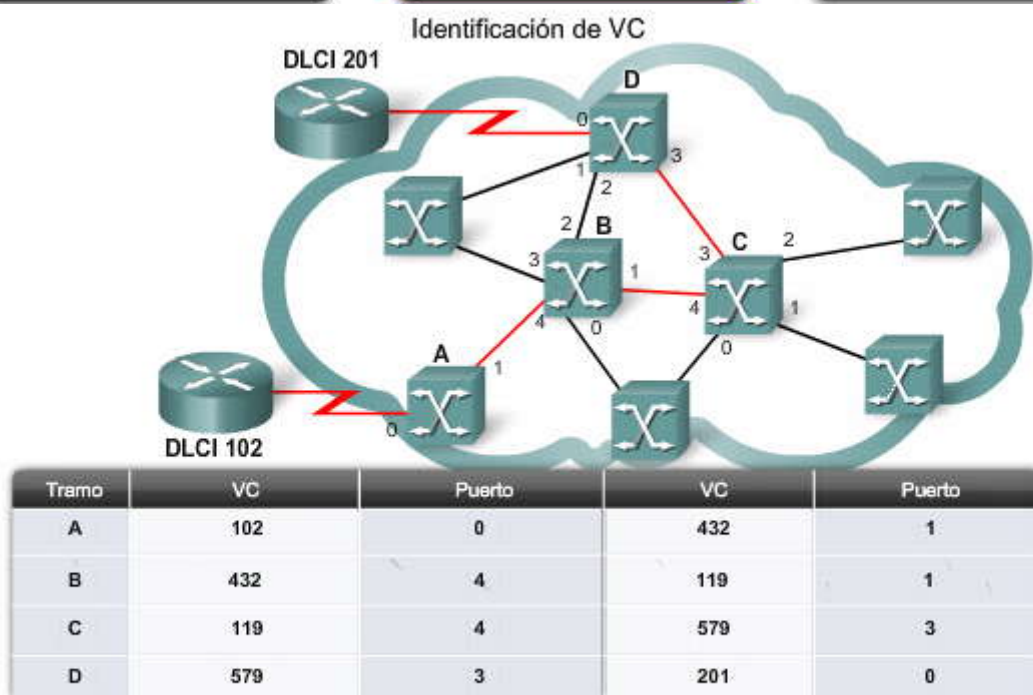 Identificación de VC
DLCI 201
D
0
3
1
2
2
B
C
2
3
1
3
4
1
4
0
A
1
0
0
DLCI 102
Tramo VC Puerto VC Puerto
A 102 0 432 1
B 432 4 119 1
C 119 4 579 3
D 579 3 201 0